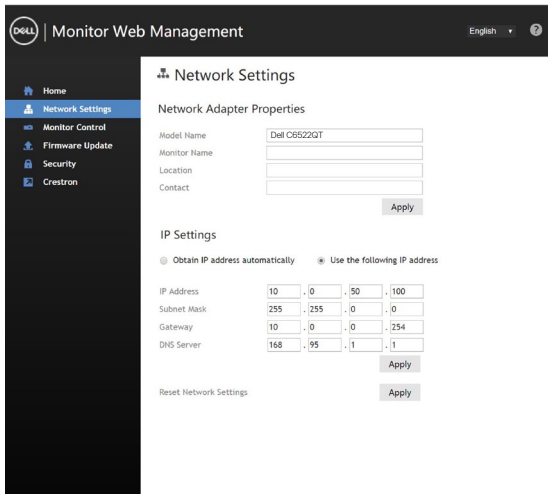 DELL | Monitor Web Management
English
?
Home
Network Settings
Monitor Control
Firmware Update
Security
Crestron
Network Settings
Network Adapter Properties
Model Name Dell C6522QT
Monitor Name
Location
Contact
Apply
IP Settings
Obtain IP address automatically Use the following IP address
IP Address 10 . 0 . 50 . 100
Subnet Mask 255 . 255 . 0 . 0
Gateway 10 . 0 . 0 . 254
DNS Server 168 . 95 . 1 . 1
Apply
Reset Network Settings Apply